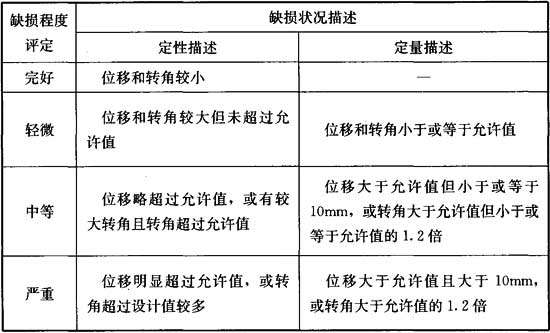 缺损程度
评定
缺损状况描述
定性描述
定量描述
完好
位移和转角较小
—
轻微
位移和转角较大但未超过允
许值
位移和转角小于或等于允许值
中等
位移略超过允许值，或有较
大转角且转角超过允许值
位移大于允许值但小于或等于
10mm，或转角大于允许值但小于或
等于允许值的1.2倍
严重
位移明显超过允许值，或转
角超过设计值较多
位移大于允许值且大于10mm，
或转角大于允许值的1.2倍